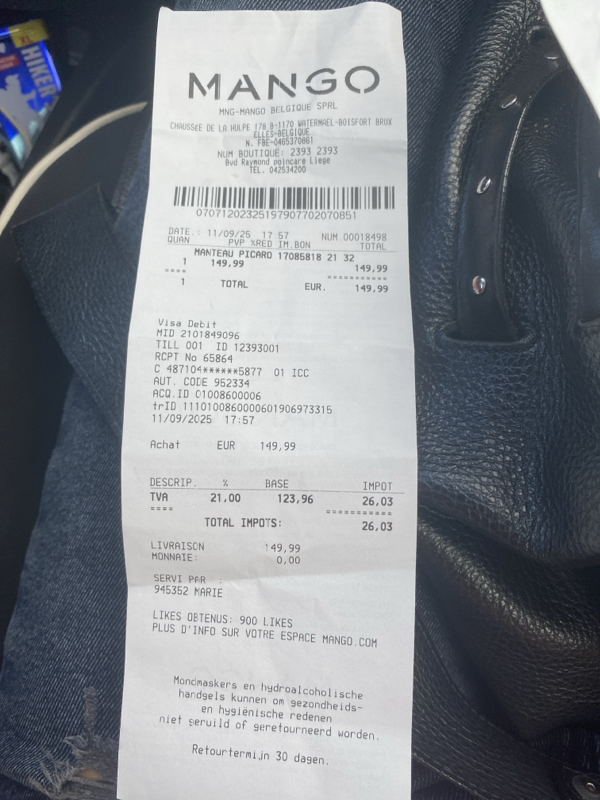 HIKER
XL
MANGO
MNG-MANGO BELGIQUE SPRL
CHAUSSEE DE LA HULPE 178 B-1170 WATERMAEL-BOISFORT BRUX
ELLES-BELGIQUE
N. FBE-0465370861
NUM BOUTIQUE: 2393 2393
Bvd Raymond poincare Liege
TEL. 042534200
07071202325197907702070851
DATE.: 11/09/25 17 57 NUM 00018498
QUAN PVP %RED IM.BON TOTAL
MANTEAU PICARD 17085818 21 32
1 149,99 149,99
==== ===========
1 TOTAL EUR. 149,99
Visa Debit
MID 2101849096
TILL 001 ID 12393001
RCPT No 65864
C 487104******5877 01 ICC
AUT. CODE 952334
ACQ.ID 01008600006
trID 1110100860000601906973315
11/09/2025 17:57
Achat EUR 149,99
DESCRIP. % BASE IMPOT
TVA 21,00 123,96 26,03
==== ===========
TOTAL IMPOTS: 26,03
LIVRAISON 149,99
MONNAIE: 0,00
SERVI PAR :
945352 MARIE
LIKES OBTENUS: 900 LIKES
PLUS D'INFO SUR VOTRE ESPACE MANGO.COM
Mondmaskers en hydroalcoholische
handgels kunnen om gezondheids-
en hygiënische redenen
niet geruild of geretourneerd worden.
Retourtermijn 30 dagen.